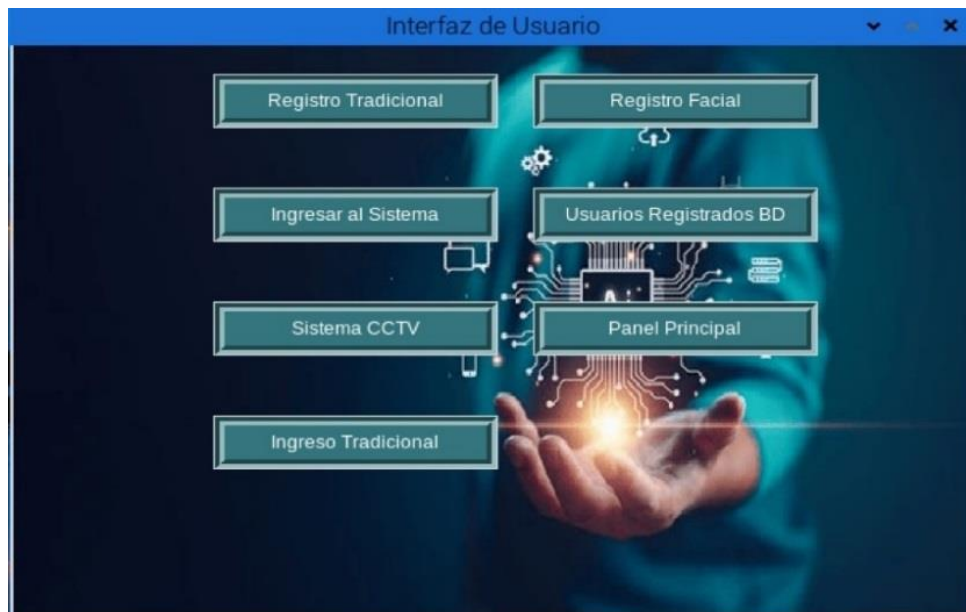 Interfaz de Usuario
Registro Tradicional
Registro Facial
Ingresar al Sistema
Usuarios Registrados BD
Sistema CCTV
Panel Principal
Ingreso Tradicional